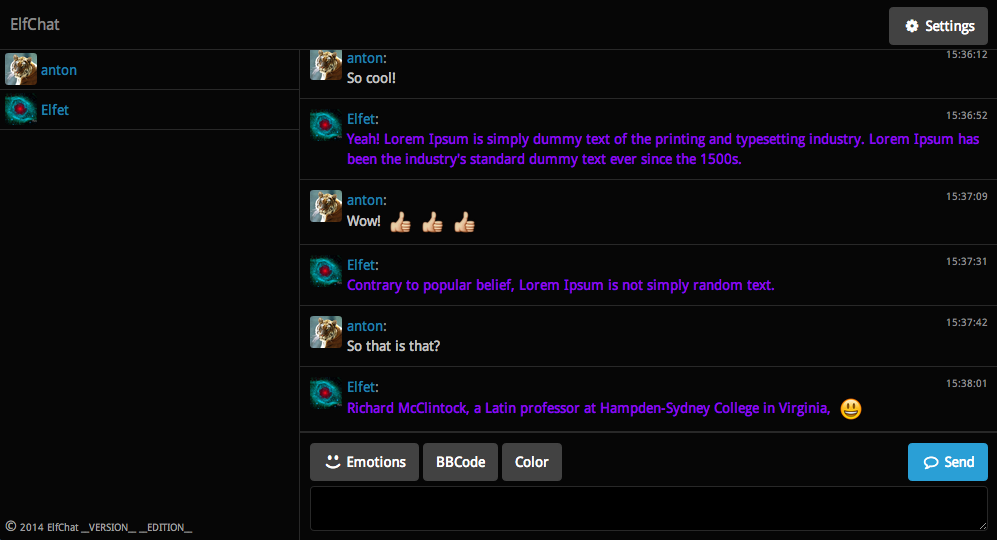 ElfChat
Settings
anton
Elfet
anton:
15:36:12
So cool!
Elfet:
15:36:52
Yeah! Lorem Ipsum is simply dummy text of the printing and typesetting industry. Lorem Ipsum has
been the industry's standard dummy text ever since the 1500s.
anton:
15:37:09
Wow!
Elfet:
15:37:31
Contrary to popular belief, Lorem Ipsum is not simply random text.
anton:
15:37:42
So that is that?
Elfet:
15:38:01
Richard McClintock, a Latin professor at Hampden-Sydney College in Virginia,
Emotions BBCode Color Send
© 2014 ElfChat __VERSION__ __EDITION__